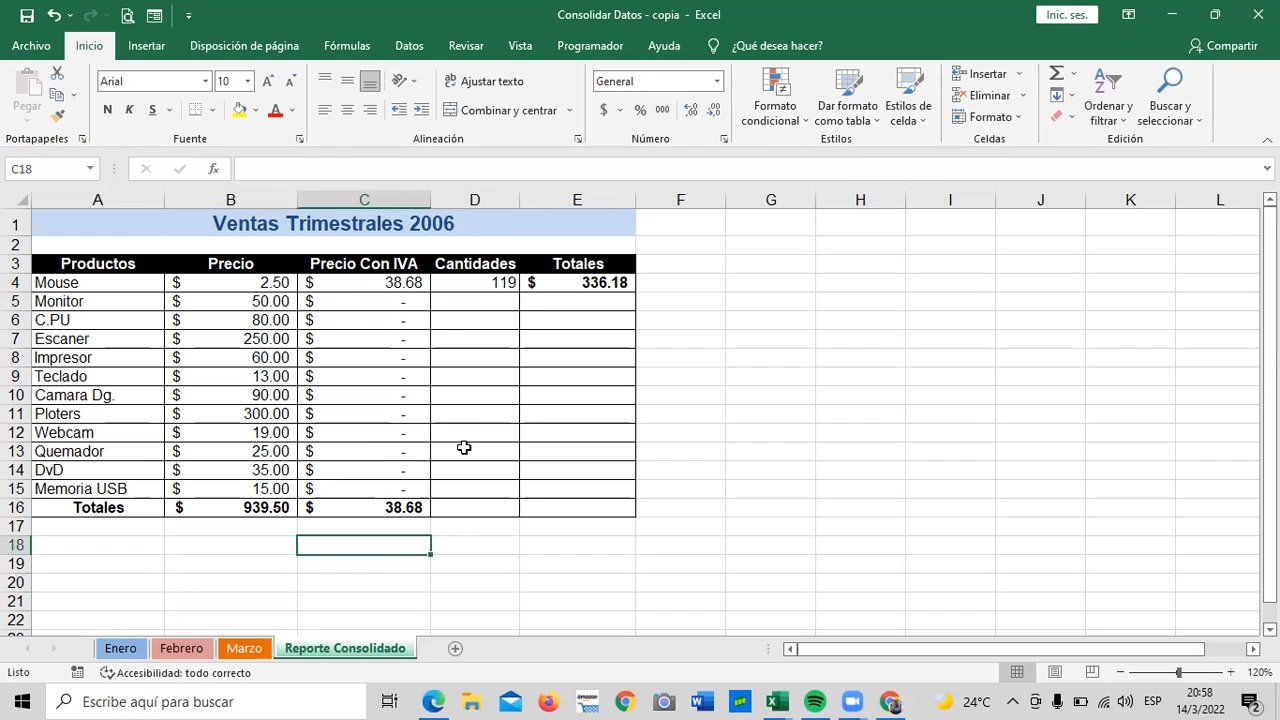 Consolidar Datos - copia - Excel
Inic. ses.
Archivo Inicio Insertar Disposición de página Fórmulas Datos Revisar Vista Programador Ayuda ¿Qué desea hacer? Compartir
Pegar
Arial 10
N K S
Ajustar texto
Combinar y centrar
General
$ % 000
Formato condicional
Dar formato como tabla
Estilos de celda
Insertar
Eliminar
Formato
Ordenar y filtrar
Buscar y seleccionar
Portapapeles Fuente Alineación Número Estilos Celdas Edición
C18 fx
A B C D E F G H I J K L
1 Ventas Trimestrales 2006
2
3 Productos Precio Precio Con IVA Cantidades Totales
4 Mouse $ 2.50 $ 38.68 119 $ 336.18
5 Monitor $ 50.00 $ -
6 C.PU $ 80.00 $ -
7 Escaner $ 250.00 $ -
8 Impresor $ 60.00 $ -
9 Teclado $ 13.00 $ -
10 Camara Dg. $ 90.00 $ -
11 Ploters $ 300.00 $ -
12 Webcam $ 19.00 $ -
13 Quemador $ 25.00 $ -
14 DvD $ 35.00 $ -
15 Memoria USB $ 15.00 $ -
16 Totales $ 939.50 $ 38.68
17
18
19
20
21
22
Enero Febrero Marzo Reporte Consolidado
Listo Accesibilidad: todo correcto 120%
Escribe aquí para buscar
amazon
24°C
ESP
20:58
14/3/2022
2